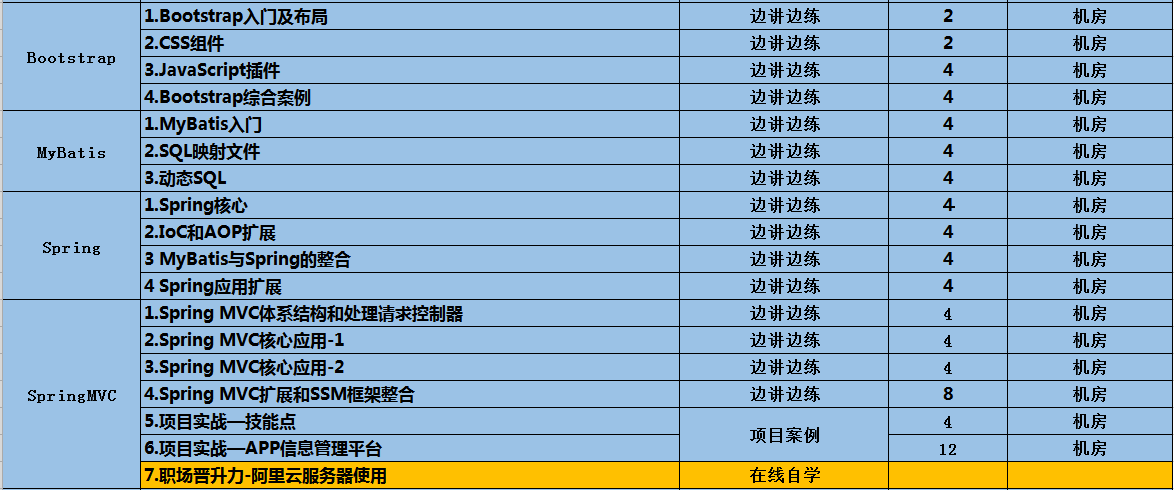 Bootstrap
1.Bootstrap入门及布局 边讲边练 2 机房
2.CSS组件 边讲边练 2 机房
3.JavaScript插件 边讲边练 4 机房
4.Bootstrap综合案例 边讲边练 4 机房
MyBatis
1.MyBatis入门 边讲边练 4 机房
2.SQL映射文件 边讲边练 4 机房
3.动态SQL 边讲边练 4 机房
Spring
1.Spring核心 边讲边练 4 机房
2.IoC和AOP扩展 边讲边练 4 机房
3 MyBatis与Spring的整合 边讲边练 4 机房
4 Spring应用扩展 边讲边练 4 机房
SpringMVC
1.Spring MVC体系结构和处理请求控制器 边讲边练 4 机房
2.Spring MVC核心应用-1 边讲边练 4 机房
3.Spring MVC核心应用-2 边讲边练 4 机房
4.Spring MVC扩展和SSM框架整合 边讲边练 8 机房
5.项目实战—技能点 项目案例 4 机房
6.项目实战—APP信息管理平台 12 机房
7.职场晋升力-阿里云服务器使用 在线自学